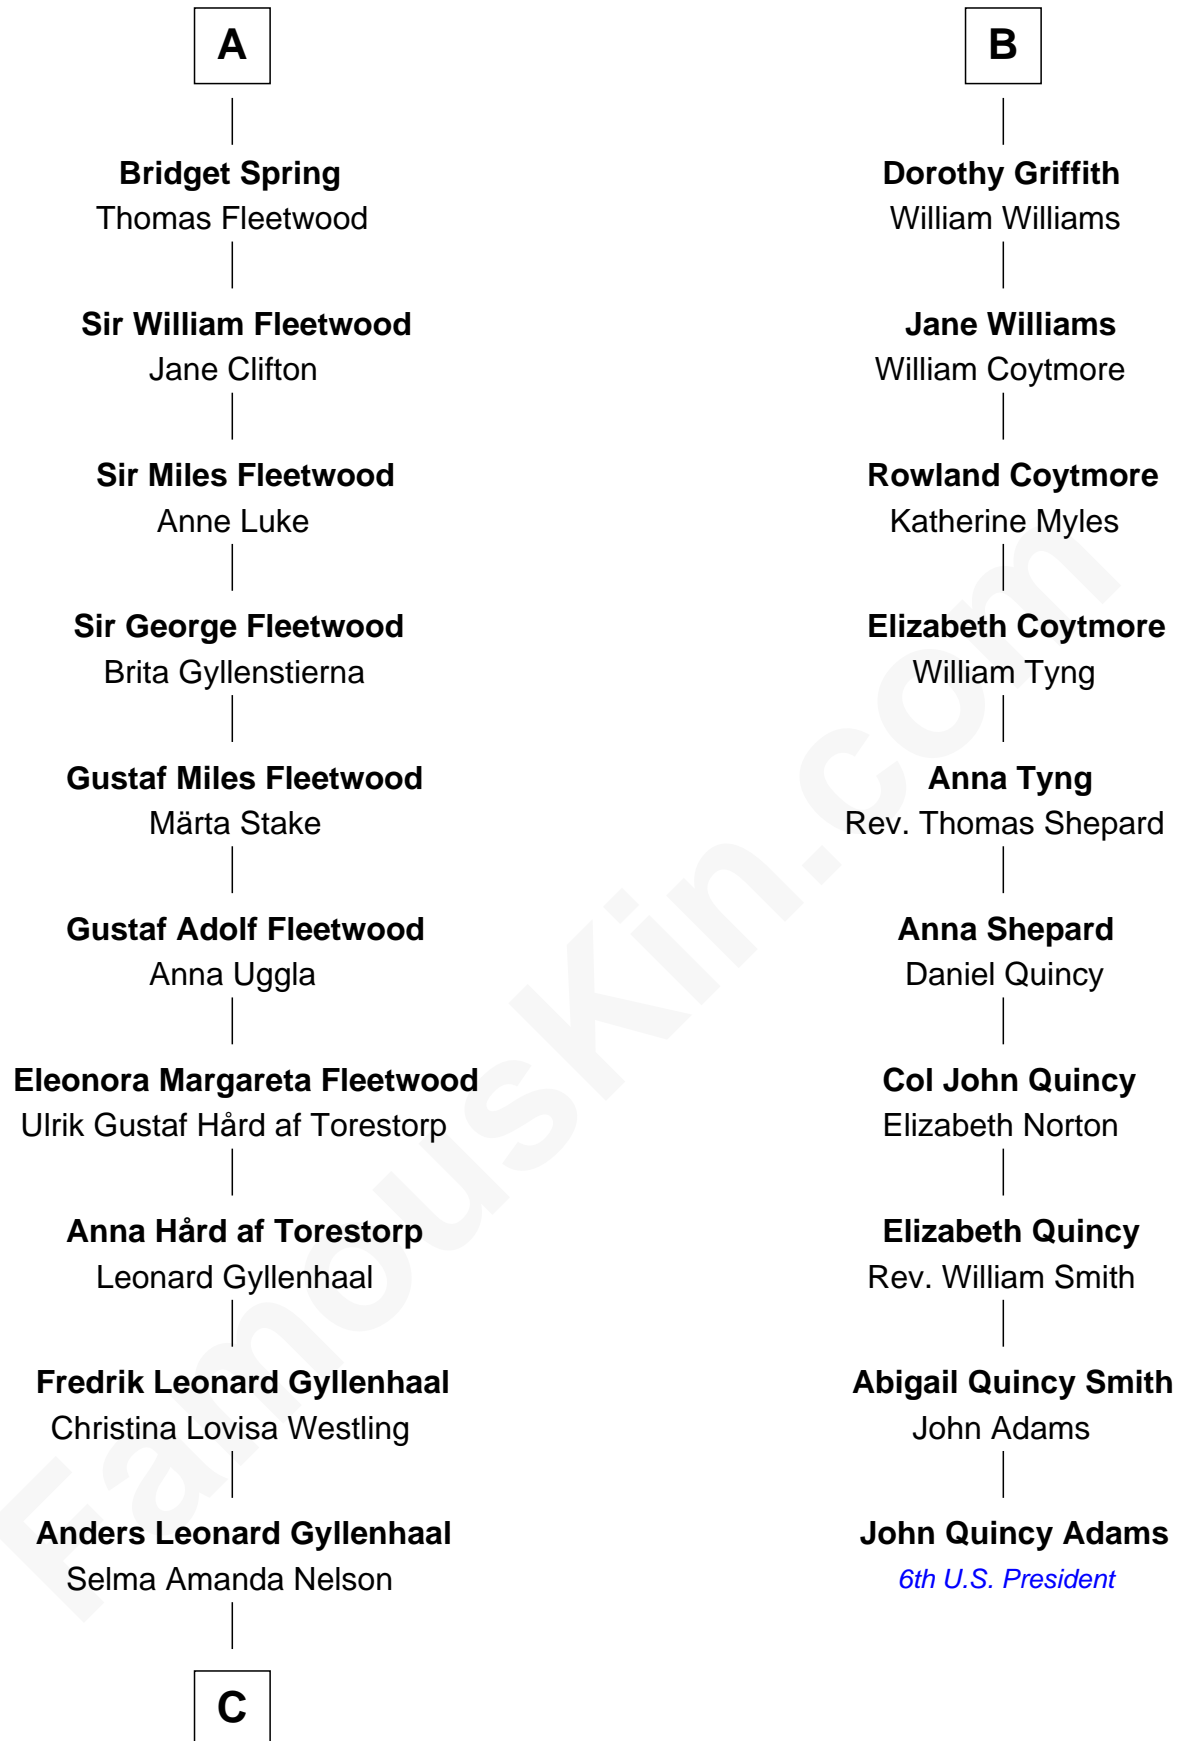 A
Bridget Spring
Thomas Fleetwood
Sir William Fleetwood
Jane Clifton
Sir Miles Fleetwood
Anne Luke
Sir George Fleetwood
Brita Gyllenstierna
Gustaf Miles Fleetwood
Märta Stake
Gustaf Adolf Fleetwood
Anna Uggla
Eleonora Margareta Fleetwood
Ulrik Gustaf Hård af Torestorp
Anna Hård af Torestorp
Leonard Gyllenhaal
Fredrik Leonard Gyllenhaal
Christina Lovisa Westling
Anders Leonard Gyllenhaal
Selma Amanda Nelson
C
B
Dorothy Griffith
William Williams
Jane Williams
William Coytmore
Rowland Coytmore
Katherine Myles
Elizabeth Coytmore
William Tyng
Anna Tyng
Rev. Thomas Shepard
Anna Shepard
Daniel Quincy
Col John Quincy
Elizabeth Norton
Elizabeth Quincy
Rev. William Smith
Abigail Quincy Smith
John Adams
John Quincy Adams
6th U.S. President
FamousKin.com